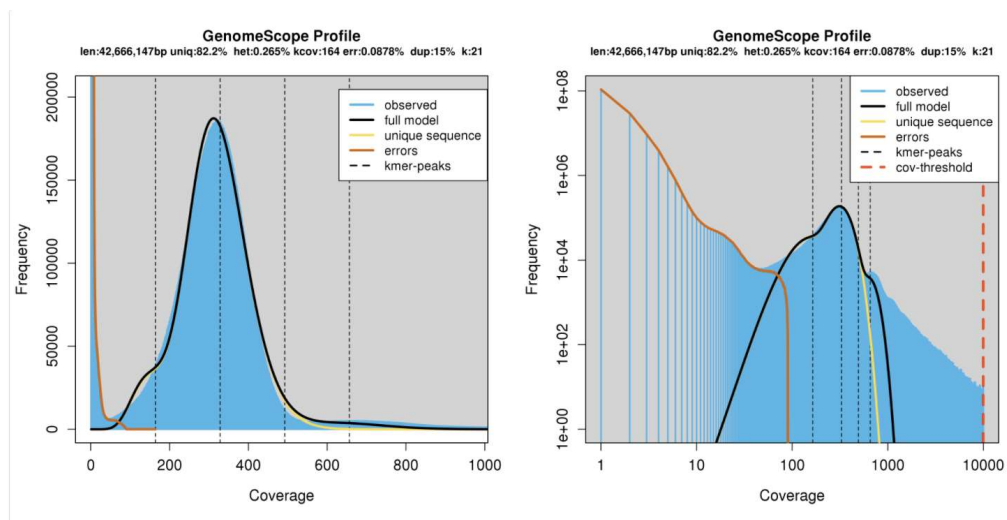 GenomeScope Profile
len:42,666,147bp uniq:82.2% het:0.265% kcov:164 err:0.0878% dup:15% k:21
observed
full model
unique sequence
errors
kmer-peaks
Frequency
200000
150000
100000
50000
0
0 200 400 600 800 1000
Coverage
GenomeScope Profile
len:42,666,147bp uniq:82.2% het:0.265% kcov:164 err:0.0878% dup:15% k:21
observed
full model
unique sequence
errors
kmer-peaks
cov-threshold
Frequency
1e+08
1e+06
1e+04
1e+02
1e+00
1 10 100 1000 10000
Coverage